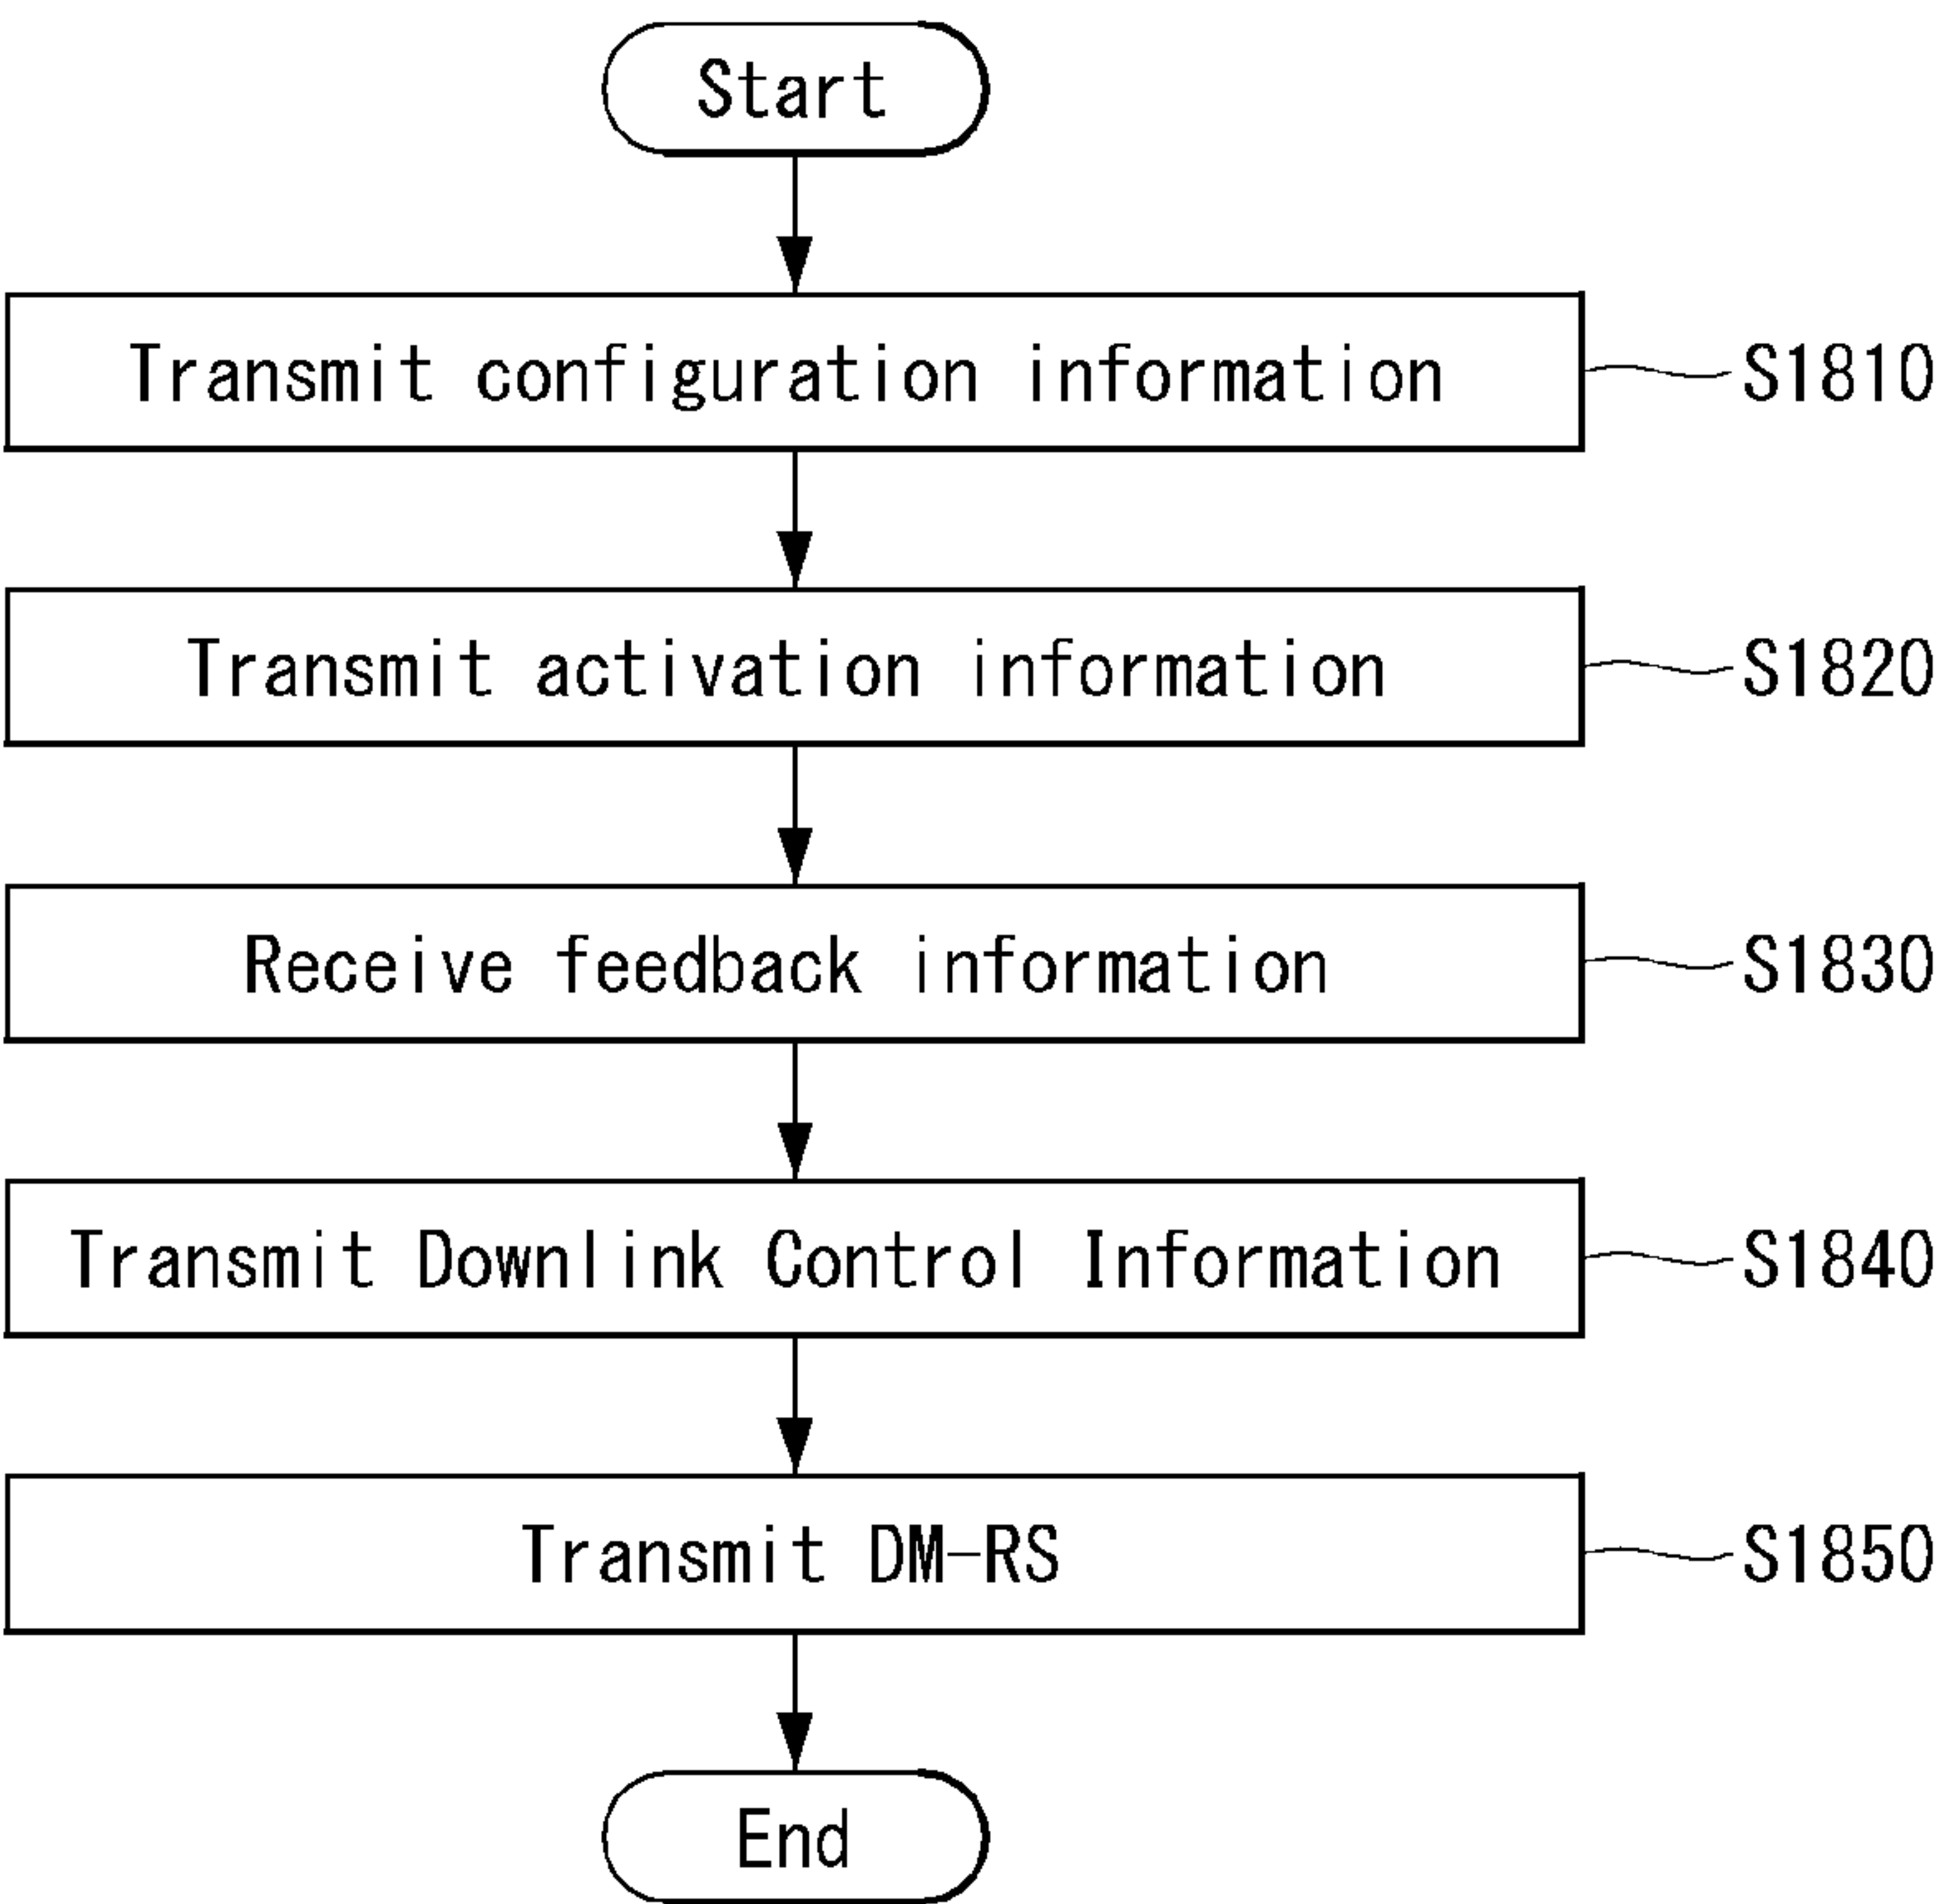 Start
Transmit configuration information
S1810
Transmit activation information
S1820
Receive feedback information
S1830
Transmit Downlink Control Information
S1840
Transmit DM-RS
S1850
End